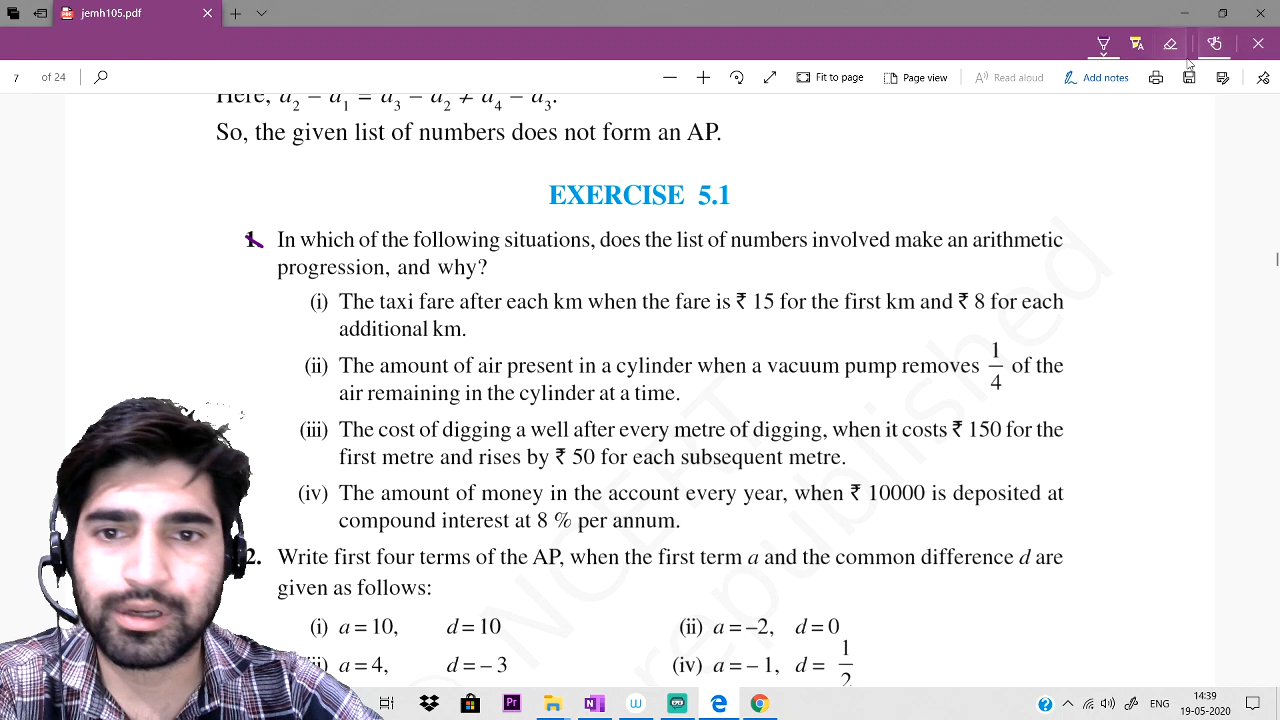 jemh105.pdf
7 of 24 Fit to page Page view Read aloud Add notes
Here, a2 – a1 = a3 – a2 ≠ a4 – a3.
So, the given list of numbers does not form an AP.
EXERCISE 5.1
1. In which of the following situations, does the list of numbers involved make an arithmetic
progression, and why?
(i) The taxi fare after each km when the fare is ₹ 15 for the first km and ₹ 8 for each
additional km.
(ii) The amount of air present in a cylinder when a vacuum pump removes 1/4 of the
air remaining in the cylinder at a time.
(iii) The cost of digging a well after every metre of digging, when it costs ₹ 150 for the
first metre and rises by ₹ 50 for each subsequent metre.
(iv) The amount of money in the account every year, when ₹ 10000 is deposited at
compound interest at 8 % per annum.
2. Write first four terms of the AP, when the first term a and the common difference d are
given as follows:
(i) a = 10, d = 10 (ii) a = –2, d = 0
(iii) a = 4, d = – 3 (iv) a = – 1, d = 1/2
© NCERT
republished
ENG 14:39
19-05-2020